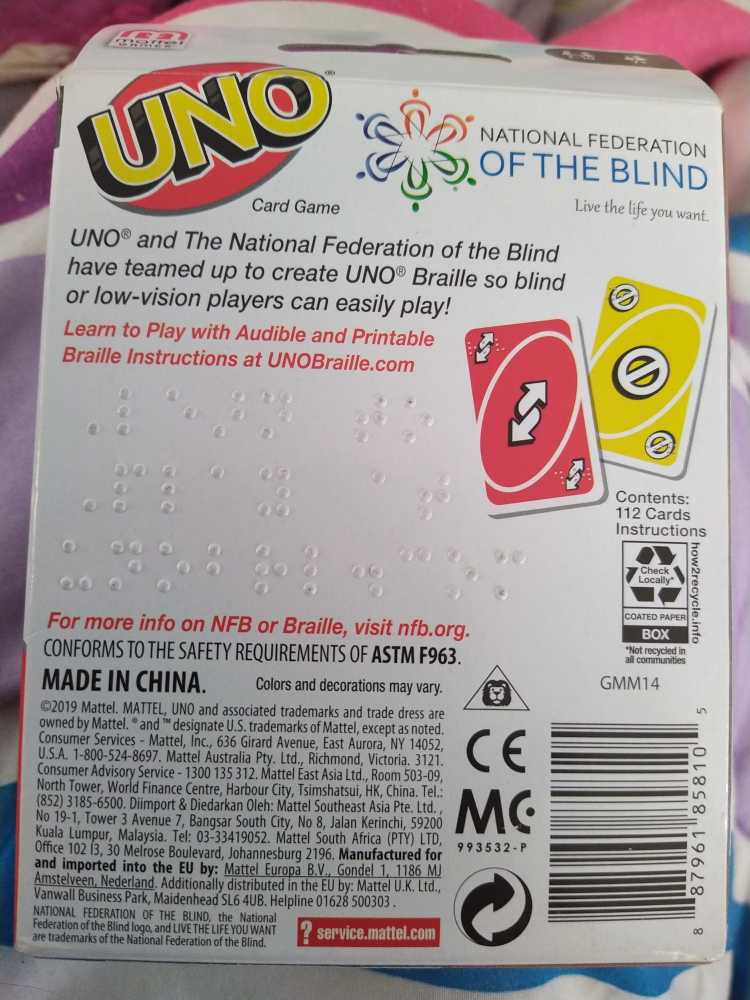 mattel
UNO®
Card Game
NATIONAL FEDERATION
OF THE BLIND
Live the life you want.
UNO® and The National Federation of the Blind
have teamed up to create UNO® Braille so blind
or low-vision players can easily play!
Learn to Play with Audible and Printable
Braille Instructions at UNOBraille.com
Contents:
112 Cards
Instructions
Check
Locally*
COATED PAPER
BOX
*Not recycled in
all communities
how2recycle.info
GMM14
For more info on NFB or Braille, visit nfb.org.
CONFORMS TO THE SAFETY REQUIREMENTS OF ASTM F963.
MADE IN CHINA.
Colors and decorations may vary.
©2019 Mattel. MATTEL, UNO and associated trademarks and trade dress are
owned by Mattel. ® and ™ designate U.S. trademarks of Mattel, except as noted.
Consumer Services - Mattel, Inc., 636 Girard Avenue, East Aurora, NY 14052,
U.S.A. 1-800-524-8697. Mattel Australia Pty. Ltd., Richmond, Victoria. 3121.
Consumer Advisory Service - 1300 135 312. Mattel East Asia Ltd., Room 503-09,
North Tower, World Finance Centre, Harbour City, Tsimshatsui, HK, China. Tel.:
(852) 3185-6500. Diimport & Diedarkan Oleh: Mattel Southeast Asia Pte. Ltd.,
No 19-1, Tower 3 Avenue 7, Bangsar South City, No 8, Jalan Kerinchi, 59200
Kuala Lumpur, Malaysia. Tel: 03-33419052. Mattel South Africa (PTY) LTD,
Office 102 I3, 30 Melrose Boulevard, Johannesburg 2196. Manufactured for
and imported into the EU by: Mattel Europa B.V., Gondel 1, 1186 MJ
Amstelveen, Nederland. Additionally distributed in the EU by: Mattel U.K. Ltd.,
Vanwall Business Park, Maidenhead SL6 4UB. Helpline 01628 500303.
NATIONAL FEDERATION OF THE BLIND, the National
Federation of the Blind logo, and LIVE THE LIFE YOU WANT
are trademarks of the National Federation of the Blind.
? service.mattel.com
CE
993532-P
8 87961 85810 5